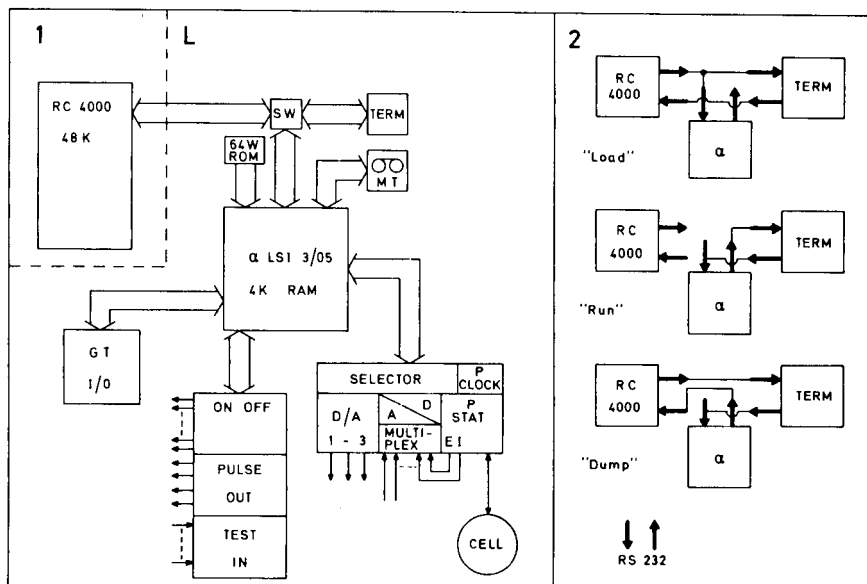 1
L
RC 4000
48K
SW
TERM
64W
ROM
MT
α LSI 3/05
4K RAM
GT
I/O
ON OFF
PULSE
OUT
TEST
IN
SELECTOR
P
CLOCK
D/A
1 - 3
A D
MULTI-
PLEX
P
STAT
EI
CELL
2
RC
4000
TERM
α
"Load"
RC
4000
TERM
α
"Run"
RC
4000
TERM
α
"Dump"
RS 232